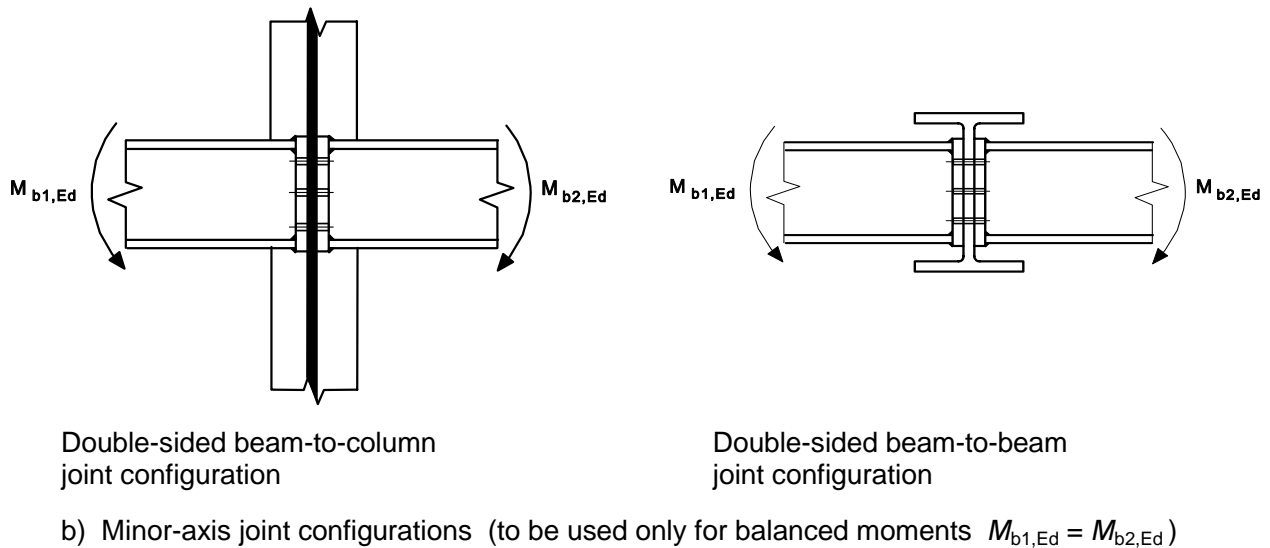 M b1,Ed
M b2,Ed
M b1,Ed
M b2,Ed
Double-sided beam-to-column
joint configuration
Double-sided beam-to-beam
joint configuration
b) Minor-axis joint configurations (to be used only for balanced moments Mb1,Ed = Mb2,Ed )